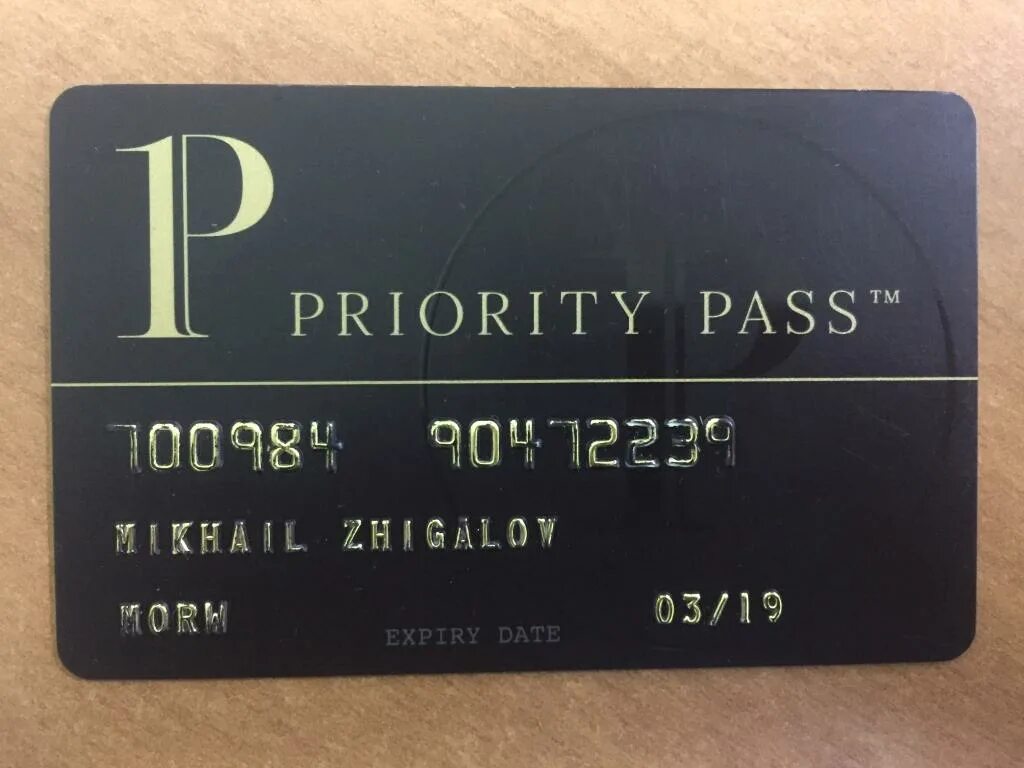 1P
PRIORITY PASS™
700984 90472239
MIKHAIL ZHIGALOV
MORW
EXPIRY DATE
03/19